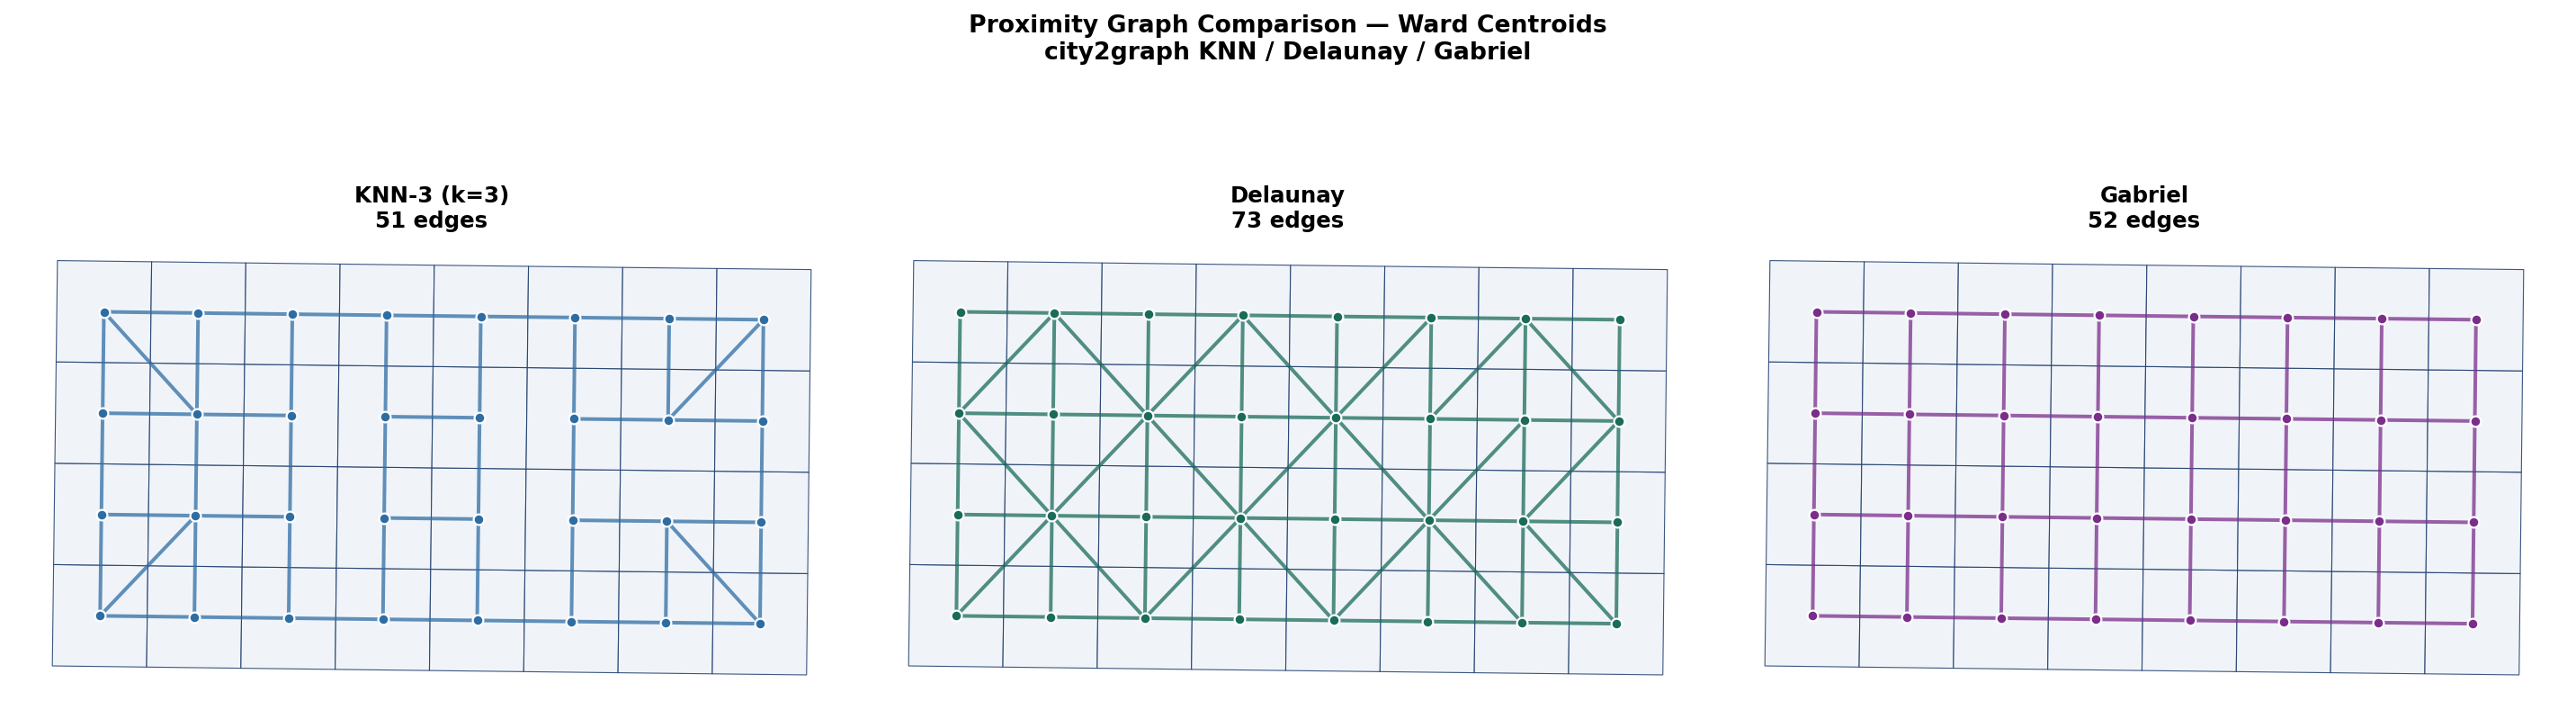 Proximity Graph Comparison — Ward Centroids
city2graph KNN / Delaunay / Gabriel
KNN-3 (k=3)
51 edges
Delaunay
73 edges
Gabriel
52 edges